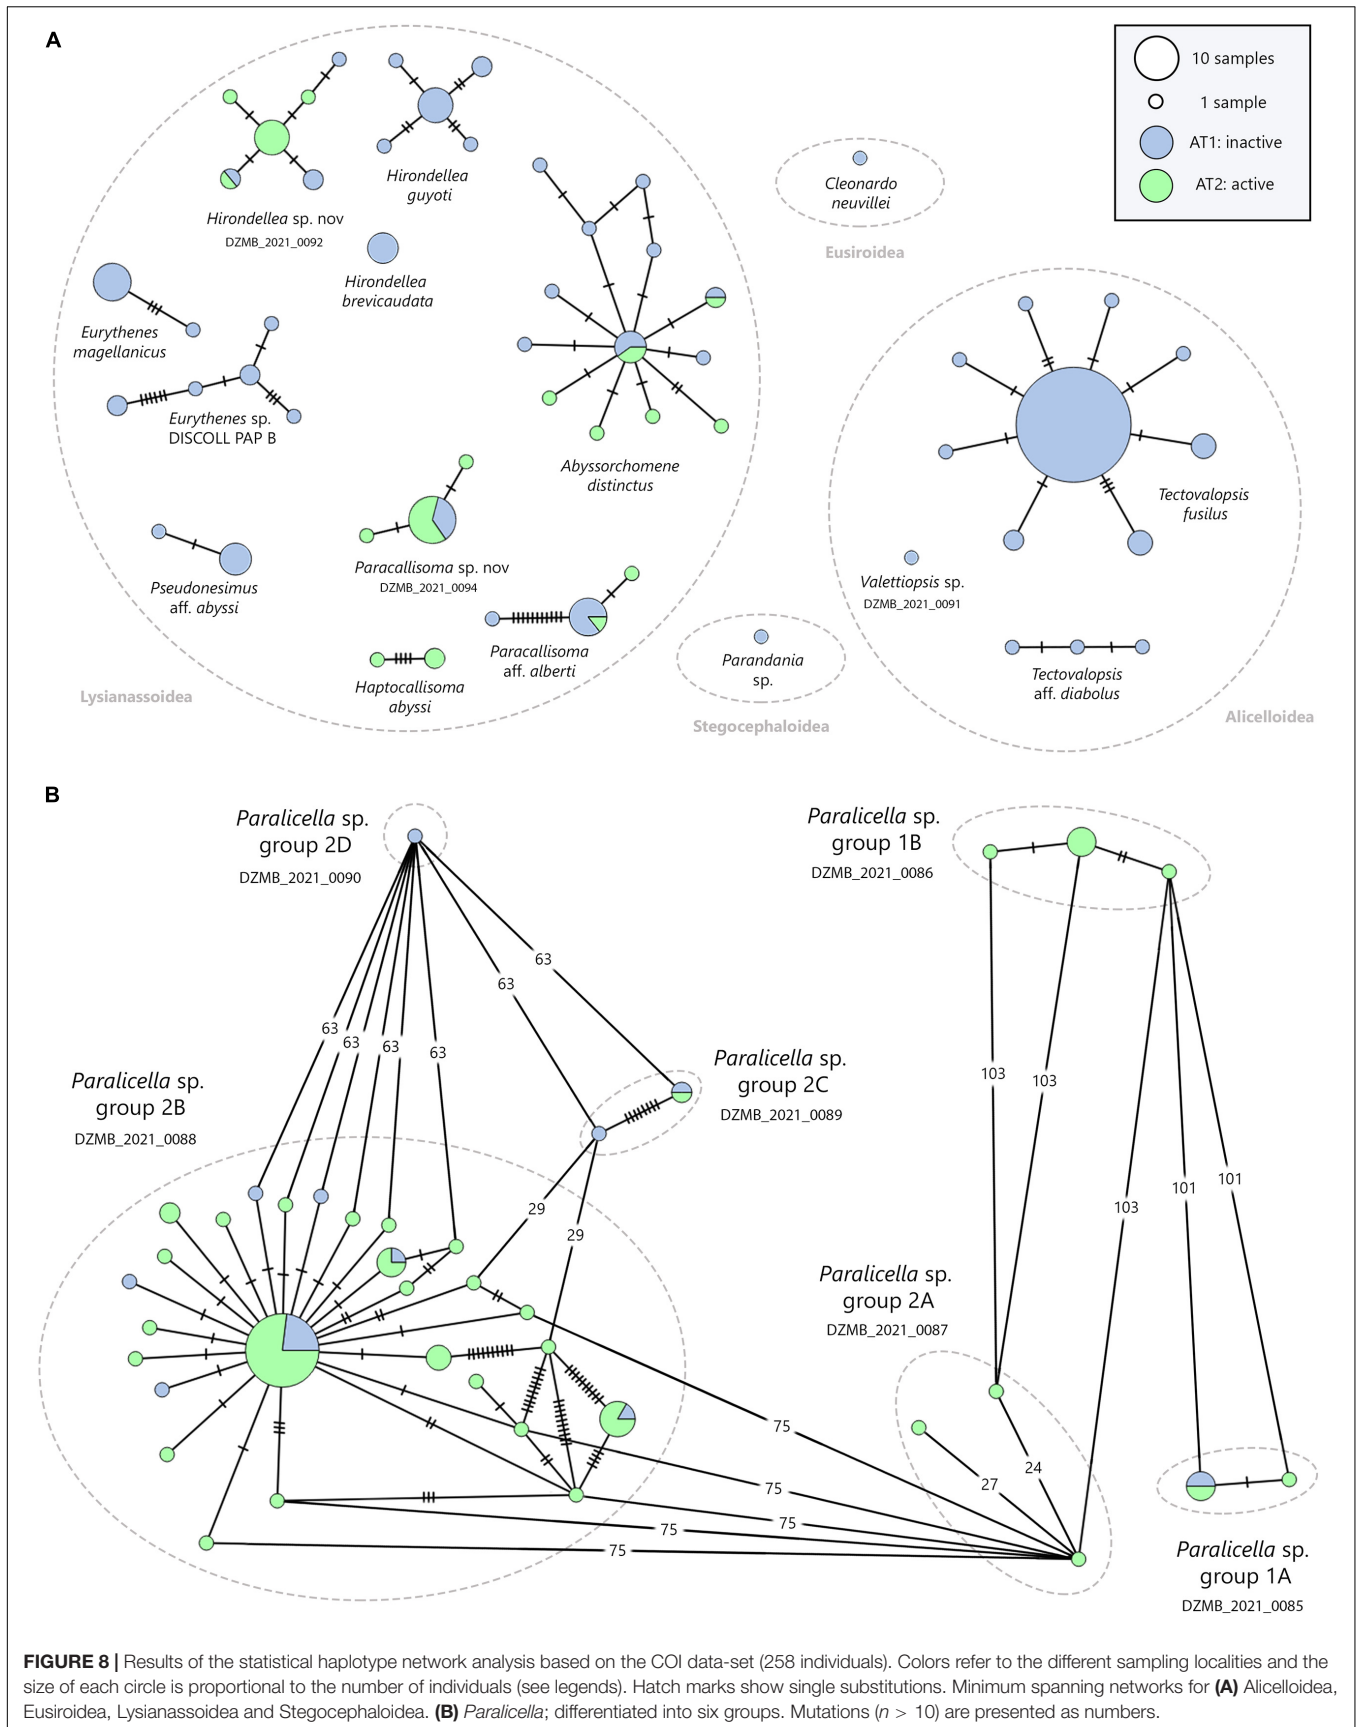 A
10 samples
1 sample
AT1: inactive
AT2: active
Hirondellea sp. nov
DZMB_2021_0092
Hirondellea
guyoti
Hirondellea
brevicaudata
Cleonardo
neuvillei
Eusiroidea
Eurythenes
magellanicus
Eurythenes sp.
DISCOLL PAP B
Abyssorchomene
distinctus
Tectovalopsis
fusilus
Paracallisoma sp. nov
DZMB_2021_0094
Pseudonesimus
aff. abyssi
Valettiopsis sp.
DZMB_2021_0091
Paracallisoma
aff. alberti
Parandania
sp.
Tectovalopsis
aff. diabolus
Haptocallisoma
abyssi
Lysianassoidea
Stegocephaloidea
Alicelloidea
B
Paralicella sp.
group 2D
DZMB_2021_0090
Paralicella sp.
group 1B
DZMB_2021_0086
63
63
63
63
63
63
Paralicella sp.
group 2C
DZMB_2021_0089
Paralicella sp.
group 2B
DZMB_2021_0088
103
103
101
101
103
29
29
Paralicella sp.
group 2A
DZMB_2021_0087
75
24
27
75
75
75
75
Paralicella sp.
group 1A
DZMB_2021_0085
FIGURE 8 | Results of the statistical haplotype network analysis based on the COI data-set (258 individuals). Colors refer to the different sampling localities and the
size of each circle is proportional to the number of individuals (see legends). Hatch marks show single substitutions. Minimum spanning networks for (A) Alicelloidea,
Eusiroidea, Lysianassoidea and Stegocephaloidea. (B) Paralicella; differentiated into six groups. Mutations (n > 10) are presented as numbers.